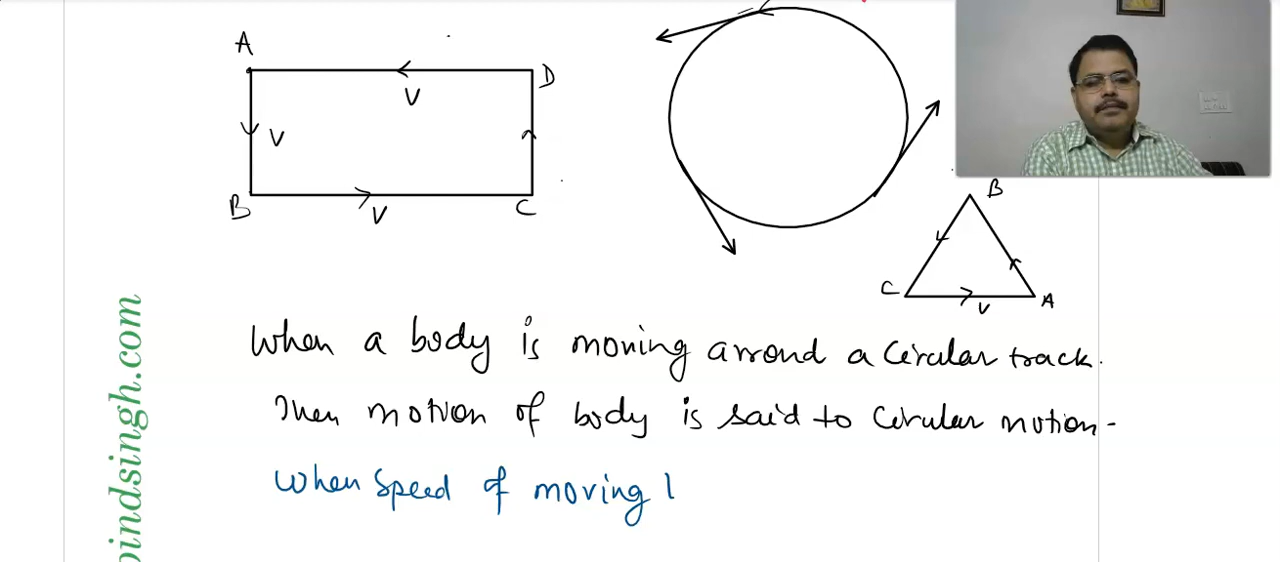 A
D
V
V
B
V
C
B
C
V
A
When a body is moving arrond a circular track.
Then motion of body is said to circular motion-
When speed of moving
oindsingh.com